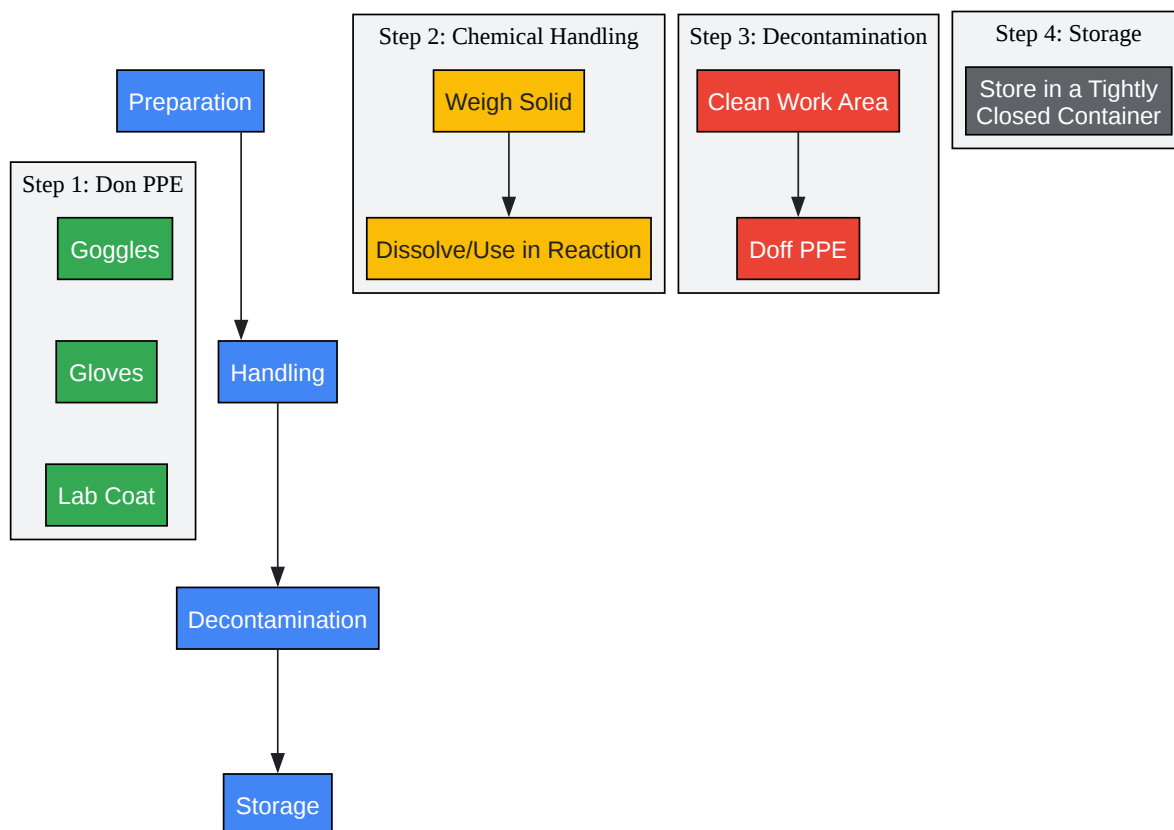 Preparation
Step 1: Don PPE
Goggles
Gloves
Lab Coat
Handling
Decontamination
Storage
Step 2: Chemical Handling
Weigh Solid
Dissolve/Use in Reaction
Step 3: Decontamination
Clean Work Area
Doff PPE
Step 4: Storage
Store in a Tightly
Closed Container